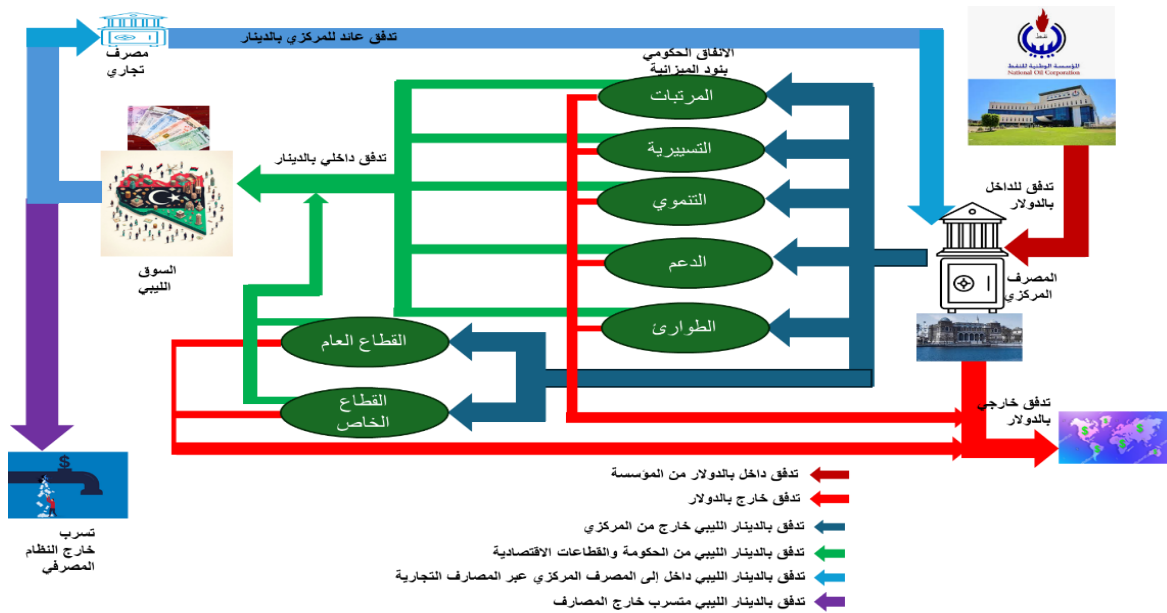 تدفق عائد للمركزي بالدينار
مصرف
تجاري
الانفاق الحكومي
بنود الميزانية
المؤسسة الوطنية للنفط
National Oil Corporation
المرتبات
التسييرية
التنموي
الدعم
الطوارئ
تدفق داخلي بالدينار
تدفق للداخل
بالدولار
المصرف
المركزي
السوق
الليبي
القطاع العام
القطاع
الخاص
تدفق خارجي
بالدولار
تسرب
خارج النظام
المصرفي
تدفق داخل بالدولار من المؤسسة
تدفق خارج بالدولار
تدفق بالدينار الليبي خارج من المركزي
تدفق بالدينار الليبي من الحكومة والقطاعات الاقتصادية
تدفق بالدينار الليبي داخل إلى المصرف المركزي عبر المصارف التجارية
تدفق بالدينار الليبي متسرب خارج المصارف